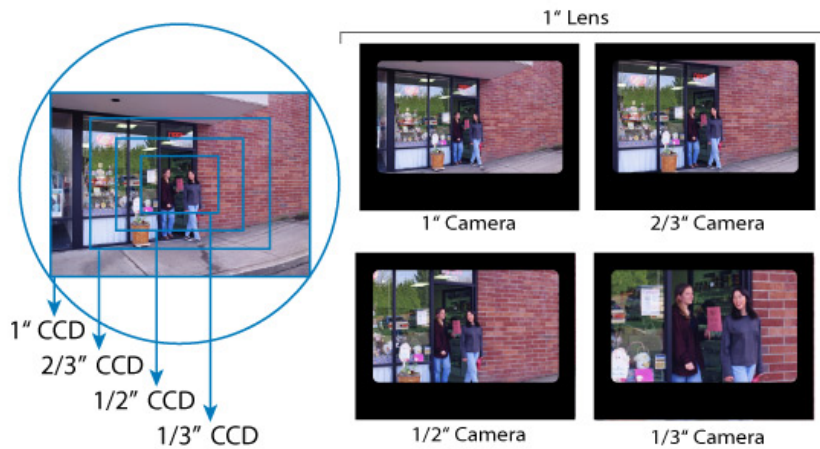 1“ Lens
1“ Camera
2/3“ Camera
1“ CCD
2/3” CCD
1/2” CCD
1/3“ CCD
1/2“ Camera
1/3“ Camera